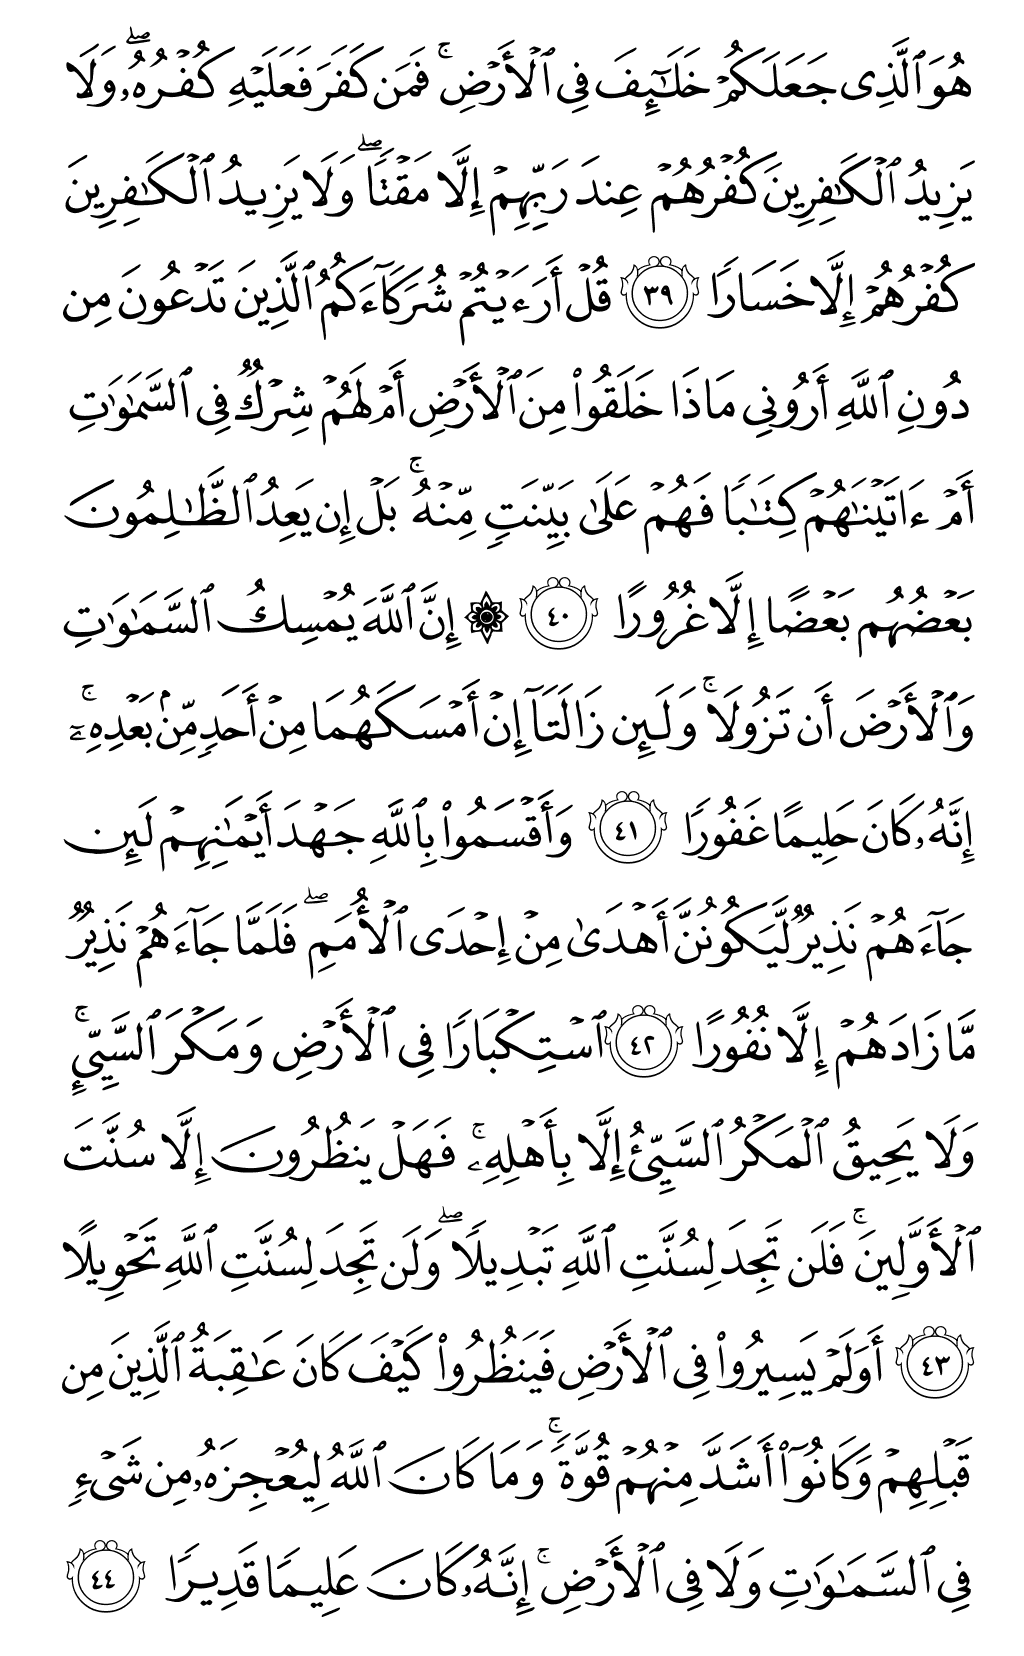 هُوَ ٱلَّذِى جَعَلَكُمْ خَلَـٰٓئِفَ فِى ٱلْأَرْضِ ۚ فَمَن كَفَرَ فَعَلَيْهِ كُفْرُهُۥ ۖ وَلَا
يَزِيدُ ٱلْكَـٰفِرِينَ كُفْرُهُمْ عِندَ رَبِّهِمْ إِلَّا مَقْتًا ۖ وَلَا يَزِيدُ ٱلْكَـٰفِرِينَ
كُفْرُهُمْ إِلَّا خَسَارًا ٣٩ قُلْ أَرَءَيْتُمْ شُرَكَآءَكُمُ ٱلَّذِينَ تَدْعُونَ مِن
دُونِ ٱللَّهِ أَرُونِى مَاذَا خَلَقُوا۟ مِنَ ٱلْأَرْضِ أَمْ لَهُمْ شِرْكٌ فِى ٱلسَّمَـٰوَٰتِ
أَمْ ءَاتَيْنَـٰهُمْ كِتَـٰبًا فَهُمْ عَلَىٰ بَيِّنَتٍ مِّنْهُ ۚ بَلْ إِن يَعِدُ ٱلظَّـٰلِمُونَ
بَعْضُهُم بَعْضًا إِلَّا غُرُورًا ٤٠ ۞ إِنَّ ٱللَّهَ يُمْسِكُ ٱلسَّمَـٰوَٰتِ
وَٱلْأَرْضَ أَن تَزُولَا ۚ وَلَئِن زَالَتَآ إِنْ أَمْسَكَهُمَا مِنْ أَحَدٍ مِّنۢ بَعْدِهِۦٓ ۚ
إِنَّهُۥ كَانَ حَلِيمًا غَفُورًا ٤١ وَأَقْسَمُوا۟ بِٱللَّهِ جَهْدَ أَيْمَـٰنِهِمْ لَئِن
جَآءَهُمْ نَذِيرٌ لَّيَكُونُنَّ أَهْدَىٰ مِنْ إِحْدَى ٱلْأُمَمِ ۖ فَلَمَّا جَآءَهُمْ نَذِيرٌ
مَّا زَادَهُمْ إِلَّا نُفُورًا ٤٢ ٱسْتِكْبَارًا فِى ٱلْأَرْضِ وَمَكْرَ ٱلسَّيِّئِ ۚ
وَلَا يَحِيقُ ٱلْمَكْرُ ٱلسَّيِّئُ إِلَّا بِأَهْلِهِۦ ۚ فَهَلْ يَنظُرُونَ إِلَّا سُنَّتَ
ٱلْأَوَّلِينَ ۚ فَلَن تَجِدَ لِسُنَّتِ ٱللَّهِ تَبْدِيلًا ۖ وَلَن تَجِدَ لِسُنَّتِ ٱللَّهِ تَحْوِيلًا
٤٣ أَوَلَمْ يَسِيرُوا۟ فِى ٱلْأَرْضِ فَيَنظُرُوا۟ كَيْفَ كَانَ عَـٰقِبَةُ ٱلَّذِينَ مِن
قَبْلِهِمْ وَكَانُوٓا۟ أَشَدَّ مِنْهُمْ قُوَّةً ۚ وَمَا كَانَ ٱللَّهُ لِيُعْجِزَهُۥ مِن شَىْءٍ
فِى ٱلسَّمَـٰوَٰتِ وَلَا فِى ٱلْأَرْضِ ۚ إِنَّهُۥ كَانَ عَلِيمًا قَدِيرًا ٤٤